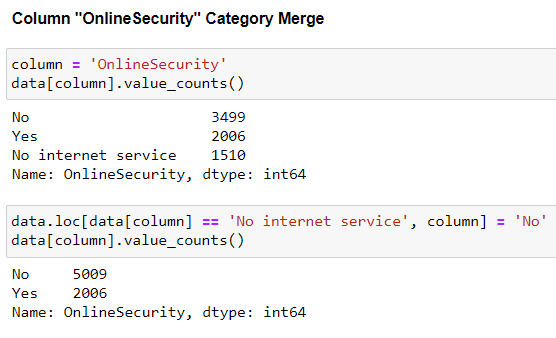 Column "OnlineSecurity" Category Merge
column = 'OnlineSecurity'
data[column].value_counts()
No                     3499
Yes                    2006
No internet service    1510
Name: OnlineSecurity, dtype: int64
data.loc[data[column] == 'No internet service', column] = 'No'
data[column].value_counts()
No     5009
Yes    2006
Name: OnlineSecurity, dtype: int64